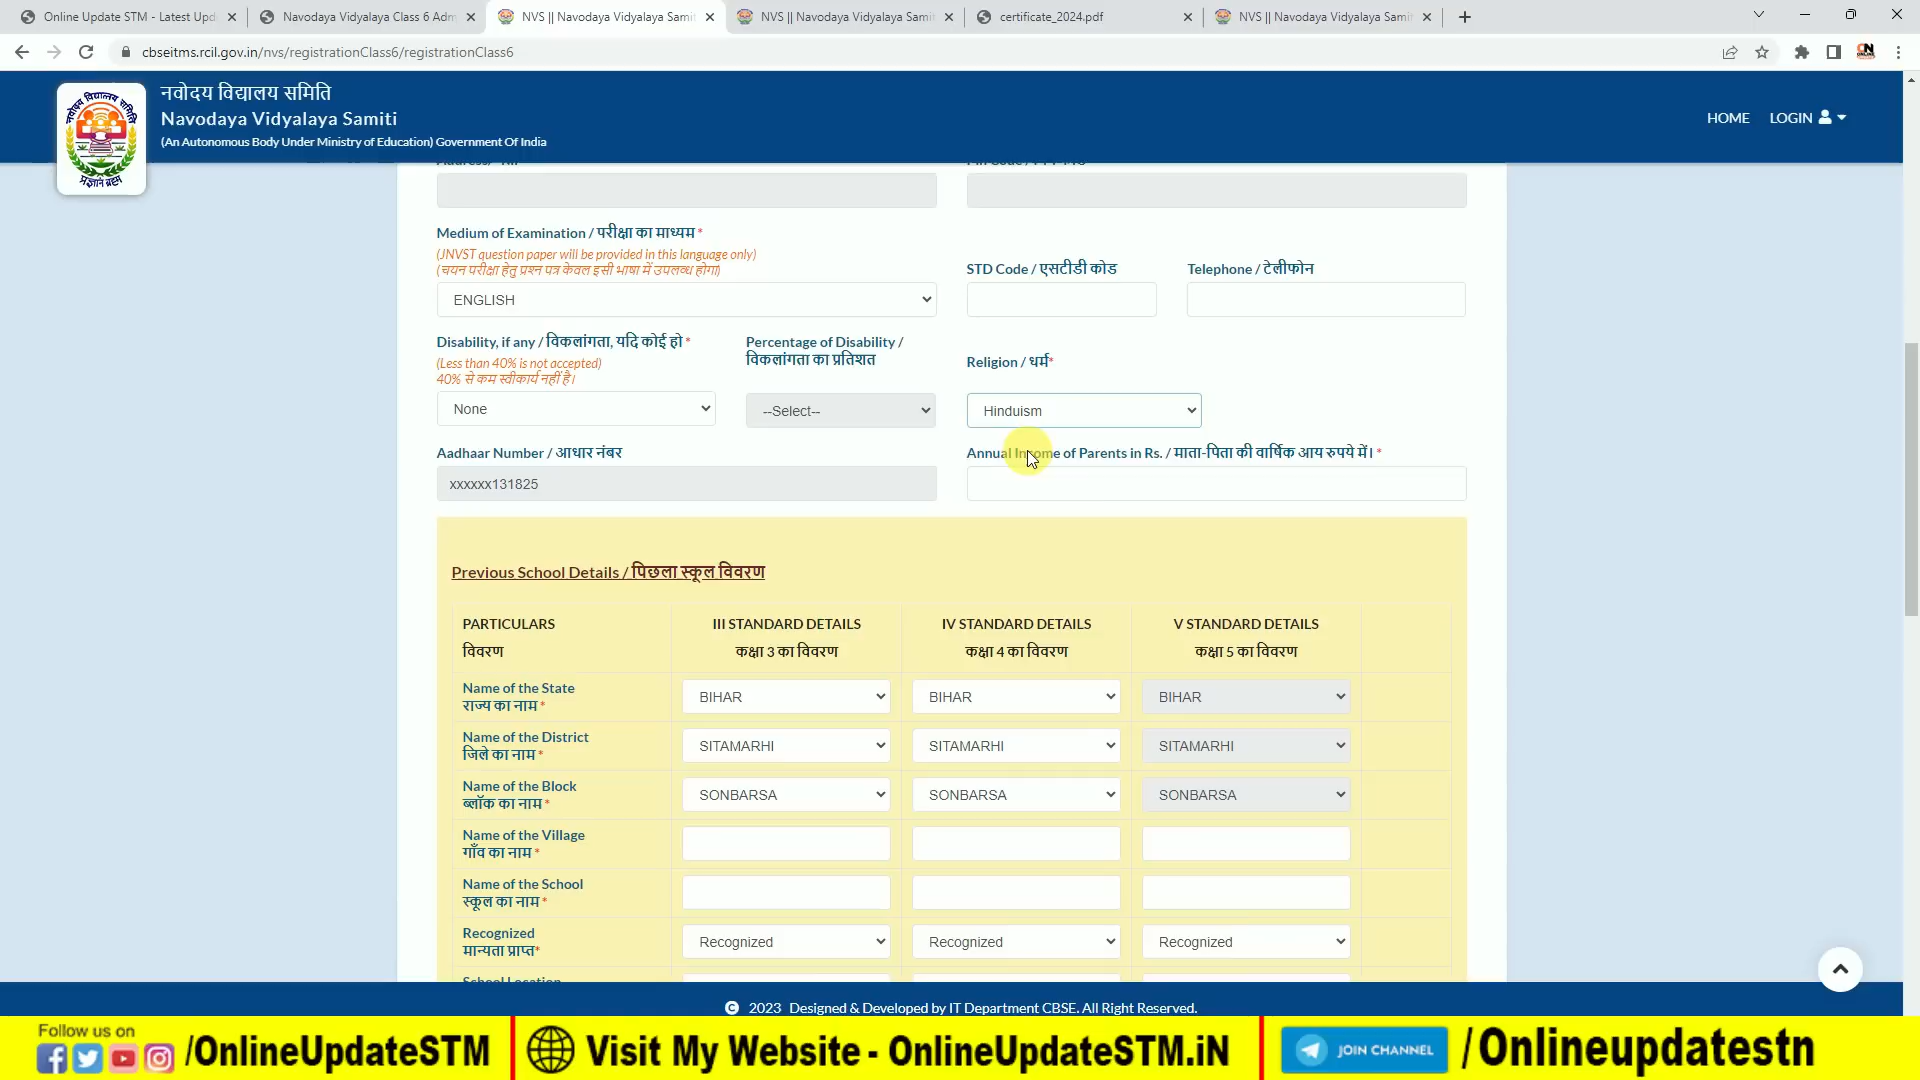 Online Update STM - Latest Upd
Navodaya Vidyalaya Class 6 Adm
NVS || Navodaya Vidyalaya Samit
NVS || Navodaya Vidyalaya Samit
certificate_2024.pdf
NVS || Navodaya Vidyalaya Samit
cbseitms.rcil.gov.in/nvs/registrationClass6/registrationClass6
नवोदय विद्यालय समिति
Navodaya Vidyalaya Samiti
(An Autonomous Body Under Ministry of Education) Government Of India
HOME LOGIN
Medium of Examination / परीक्षा का माध्यम *
(JNVST question paper will be provided in this language only)
(चयन परीक्षा हेतु प्रश्न पत्र केवल इसी भाषा में उपलब्ध होगा)
STD Code / एसटीडी कोड
Telephone / टेलीफोन
ENGLISH
Disability, if any / विकलांगता, यदि कोई हो *
(Less than 40% is not accepted)
40% से कम स्वीकार्य नहीं है।
Percentage of Disability /
विकलांगता का प्रतिशत
Religion / धर्म*
None
--Select--
Hinduism
Aadhaar Number / आधार नंबर
Annual Income of Parents in Rs. / माता-पिता की वार्षिक आय रुपये में। *
xxxxxx131825
Previous School Details / पिछला स्कूल विवरण
PARTICULARS III STANDARD DETAILS IV STANDARD DETAILS V STANDARD DETAILS
विवरण कक्षा 3 का विवरण कक्षा 4 का विवरण कक्षा 5 का विवरण
Name of the State
राज्य का नाम *
BIHAR BIHAR BIHAR
Name of the District
जिले का नाम *
SITAMARHI SITAMARHI SITAMARHI
Name of the Block
ब्लॉक का नाम *
SONBARSA SONBARSA SONBARSA
Name of the Village
गाँव का नाम *
Name of the School
स्कूल का नाम *
Recognized
मान्यता प्राप्त*
Recognized Recognized Recognized
School Location
© 2023 Designed & Developed by IT Department CBSE. All Right Reserved.
Follow us on
/OnlineUpdateSTM
Visit My Website - OnlineUpdateSTM.iN
JOIN CHANNEL
/Onlineupdatestn